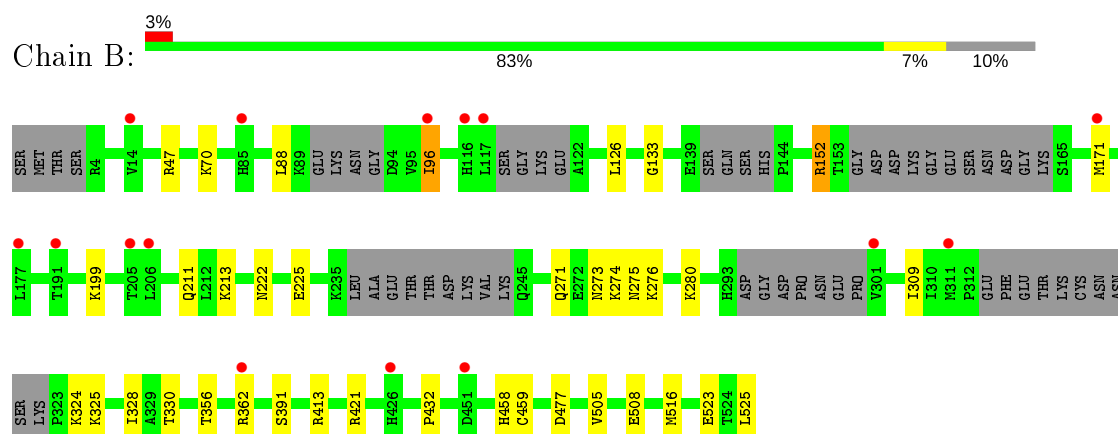 3%
Chain B:
83% 7% 10%
SER MET THR SER R4 V14 R47 K70 H85 L88 K89 GLU LYS ASN GLY D94 V95 I96 H116 L117 SER GLY LYS GLU A122 L126 G133 E139 SER GLN SER HIS P144 R152 T153 GLY ASP ASP LYS GLY GLU SER ASN ASP GLY LYS S165 M171
L177 T191 K199 T205 L206 Q211 L212 K213 N222 E225 K235 LEU ALA GLU THR THR ASP LYS VAL LYS Q245 Q271 E272 N273 K274 N275 K276 K280 H293 ASP GLY ASP PRO ASN GLU PRO V301 I309 I310 M311 P312 GLU PHE GLU THR LYS CYS ASN ASN
SER LYS P323 K324 K325 I328 A329 T330 T356 R362 S391 R413 R421 H426 P432 D451 H458 C459 D477 V505 E508 M516 E523 T524 L525